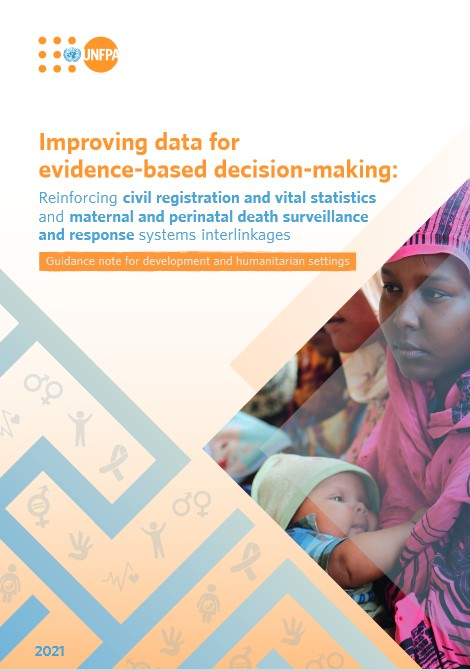 UNFPA
Improving data for
evidence-based decision-making:
Reinforcing civil registration and vital statistics
and maternal and perinatal death surveillance
and response systems interlinkages
Guidance note for development and humanitarian settings
2021